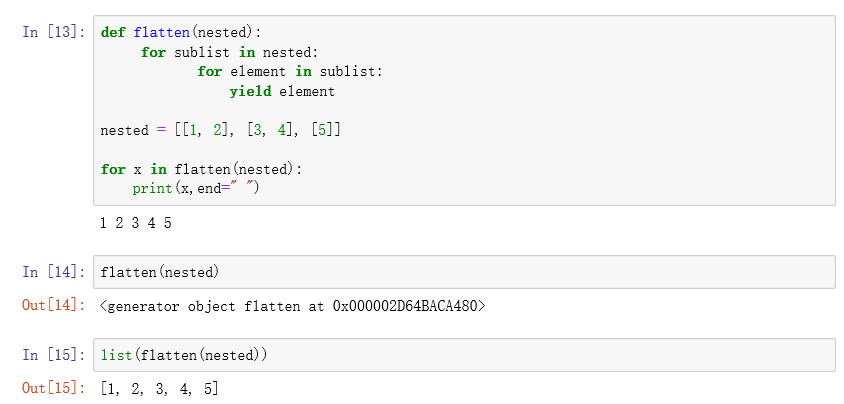 In [13]: def flatten(nested):
for sublist in nested:
for element in sublist:
yield element
nested = [[1, 2], [3, 4], [5]]
for x in flatten(nested):
print(x,end=" ")
1 2 3 4 5
In [14]: flatten(nested)
Out[14]: <generator object flatten at 0x000002D64BACA480>
In [15]: list(flatten(nested))
Out[15]: [1, 2, 3, 4, 5]